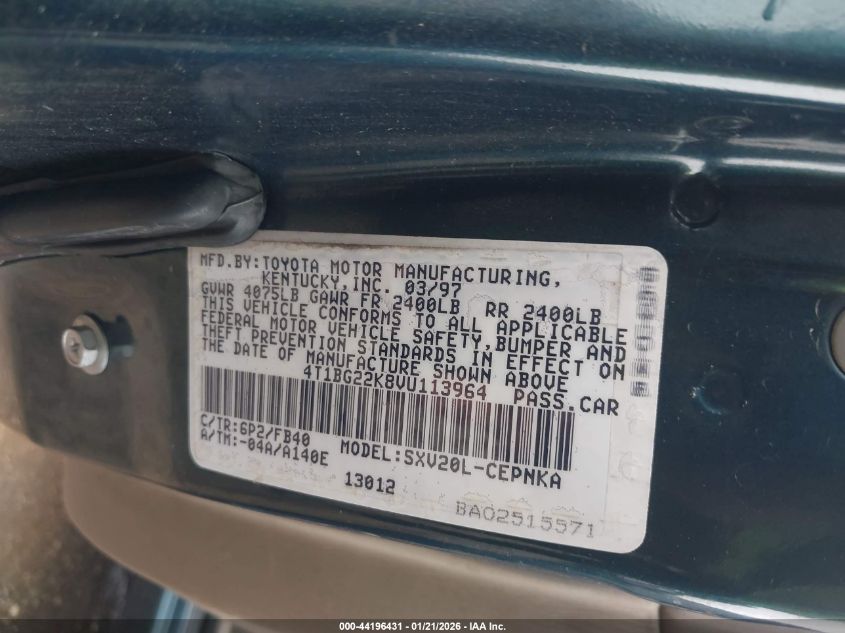 MFD.BY:TOYOTA MOTOR MANUFACTURING,
KENTUCKY,INC. 03/97
GVWR 4075LB GAWR FR 2400LB RR 2400LB
THIS VEHICLE CONFORMS TO ALL APPLICABLE
FEDERAL MOTOR VEHICLE SAFETY,BUMPER,AND
THEFT PREVENTION STANDARDS IN EFFECT ON
THE DATE OF MANUFACTURE SHOWN ABOVE
4T1BG22K8VU113964 PASS.CAR
C/TR:6P2/FB40
A/TM:-04A/A140E MODEL:SXV20L-CEPNKA
13012
BA02515571
000-44196431 - 01/21/2026 - IAA Inc.